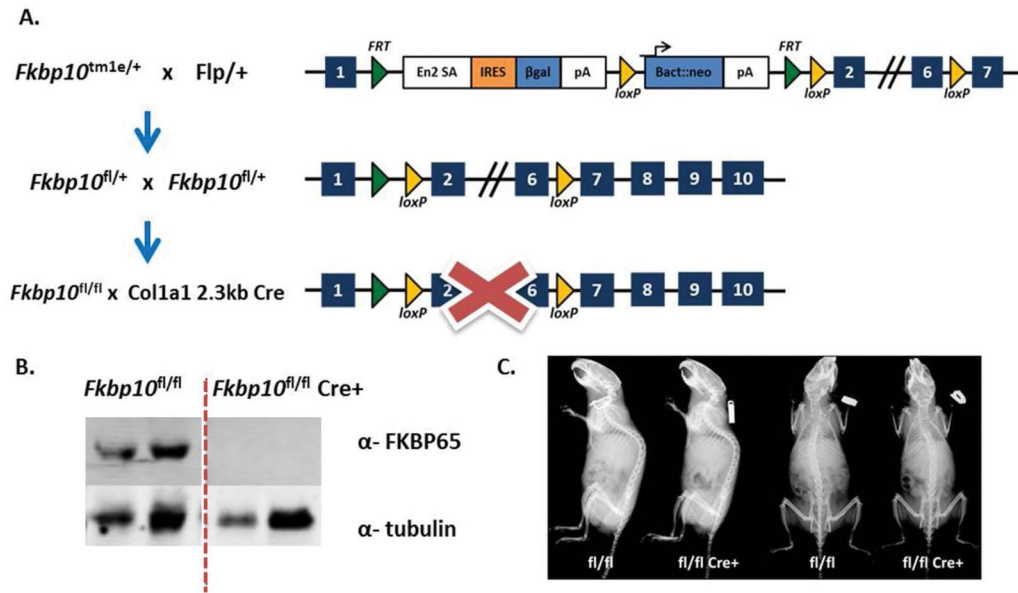 A.
Fkbp10tm1e/+ x Flp/+
FRT FRT
1 En2 SA IRES βgal pA Bact::neo pA 2 6 7
loxP loxP loxP
Fkbp10fl/+ x Fkbp10fl/+
1 2 6 7 8 9 10
loxP loxP
Fkbp10fl/fl x Col1a1 2.3kb Cre
1 2 6 7 8 9 10
loxP loxP
B.
Fkbp10fl/fl Fkbp10fl/fl Cre+
α- FKBP65
α- tubulin
C.
fl/fl fl/fl Cre+ fl/fl fl/fl Cre+